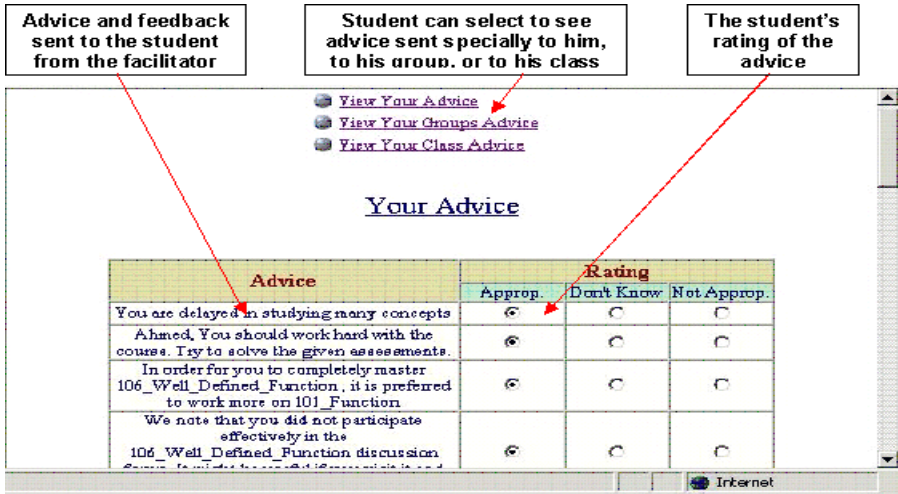 Advice and feedback
sent to the student
from the facilitator
Student can select to see
advice sent specially to him,
to his group, or to his class
The student's
rating of the
advice
View Your Advice
View Your Groups Advice
View Your Class Advice
Your Advice
Advice
Rating
Approp.
Don't Know
Not Approp.
You are delayed in studying many concepts
Ahmed, You should work hard with the
course. Try to solve the given assessments.
In order for you to completely master
106_Well_Defined_Function, it is preferred
to work more on 101_Function
We note that you did not participate
effectively in the
106_Well_Defined_Function discussion
Internet